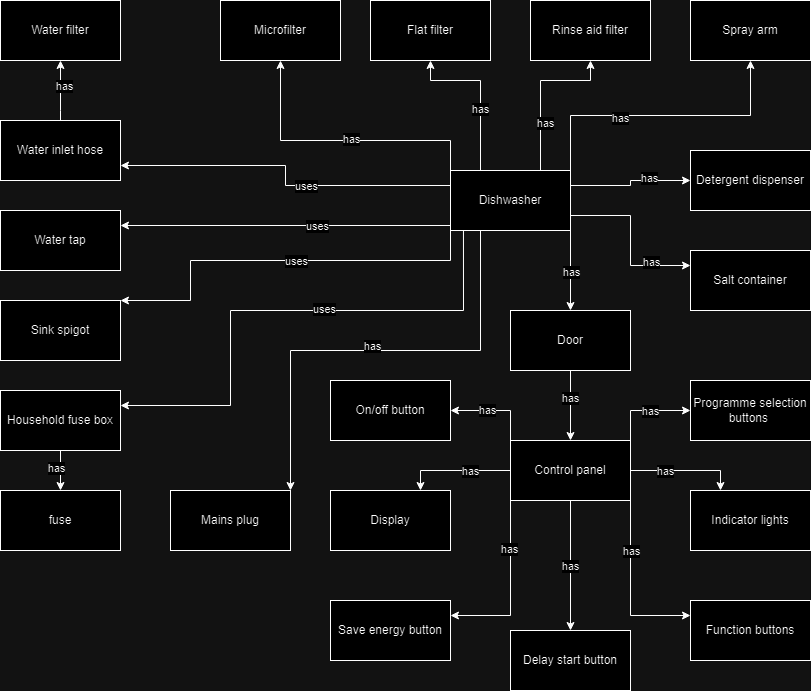 Water filter
Microfilter
Flat filter
Rinse aid filter
Spray arm
has
has
has
has
has
Water inlet hose
Dishwasher
Detergent dispenser
has
uses
Water tap
uses
Salt container
has
has
uses
Sink spigot
uses
Door
has
Household fuse box
On/off button
has
has
has
Programme selection
buttons
has
Control panel
has
has
fuse
Mains plug
Display
Indicator lights
has
has
has
Save energy button
Delay start button
Function buttons